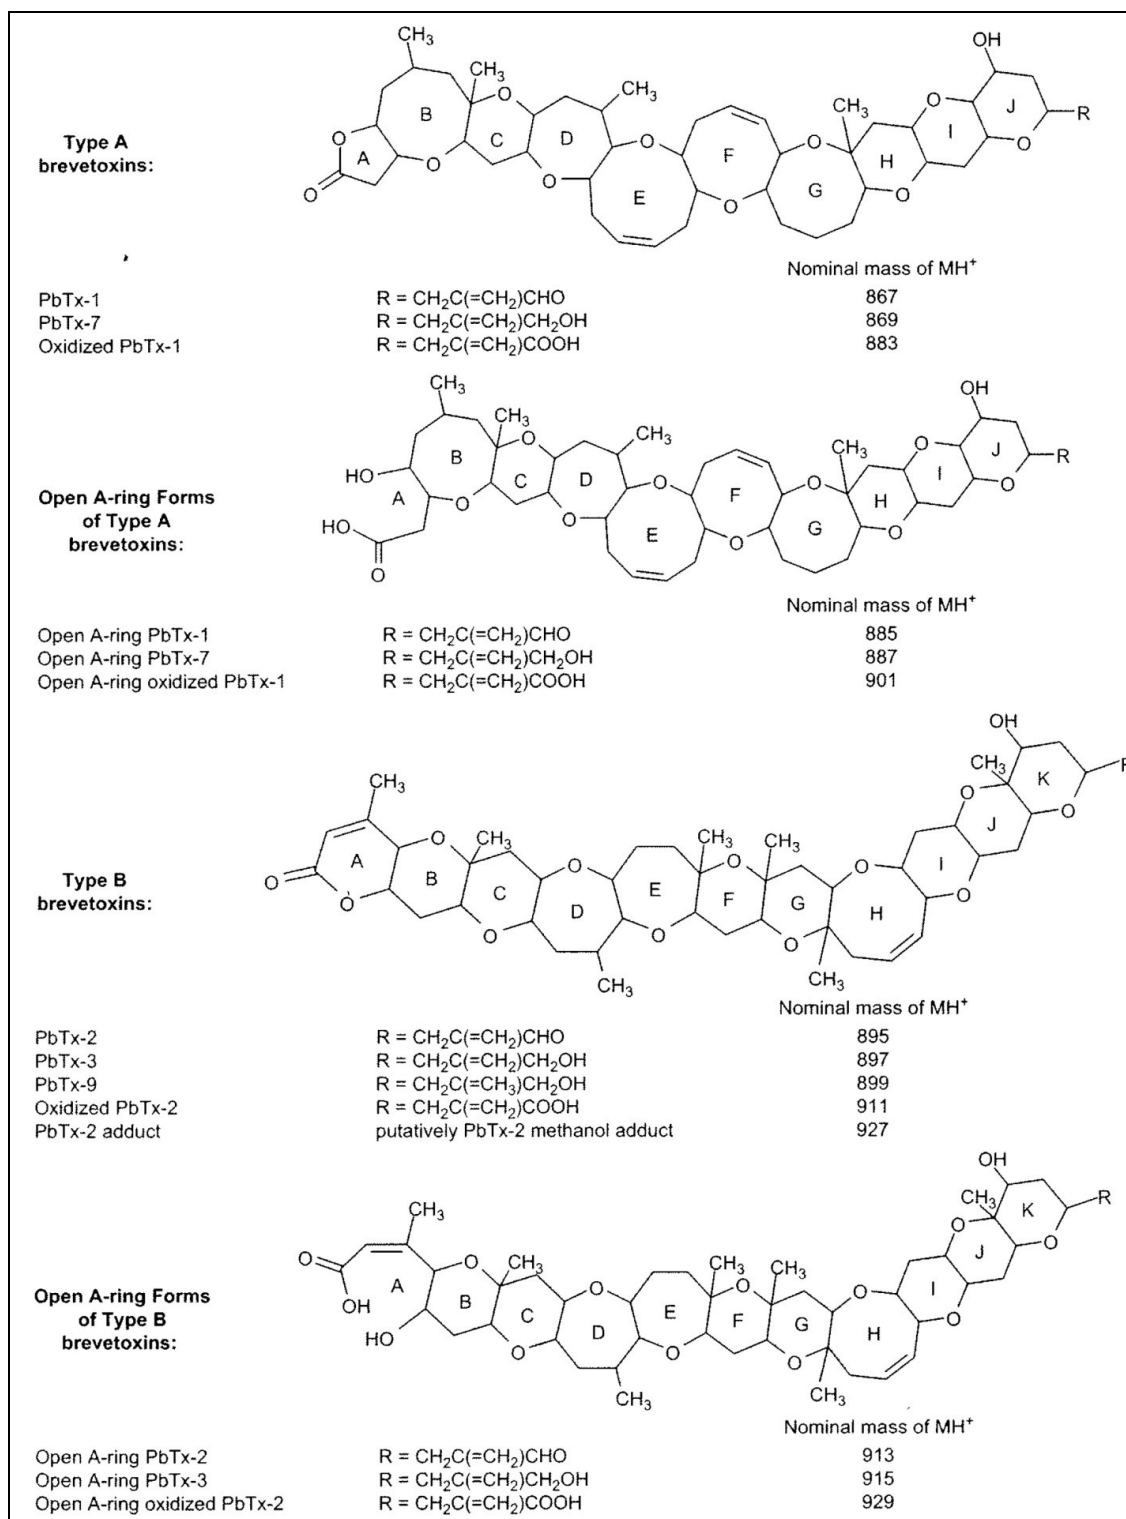 CH₃
OH
CH₃
O
CH₃
B
C
D
O
F
O
CH₃
H
O
I
J
R
Type A
brevetoxins:
O
A
O
O
E
O
G
O
O
O
Nominal mass of MH⁺
PbTx-1 R = CH₂C(=CH₂)CHO 867
PbTx-7 R = CH₂C(=CH₂)CH₂OH 869
Oxidized PbTx-1 R = CH₂C(=CH₂)COOH 883
CH₃
OH
CH₃
O
CH₃
B
C
D
O
F
O
CH₃
H
O
I
J
R
HO
A
O
O
E
O
G
O
O
Open A-ring Forms
of Type A
brevetoxins:
HO
O
Nominal mass of MH⁺
Open A-ring PbTx-1 R = CH₂C(=CH₂)CHO 885
Open A-ring PbTx-7 R = CH₂C(=CH₂)CH₂OH 887
Open A-ring oxidized PbTx-1 R = CH₂C(=CH₂)COOH 901
OH
CH₃
K
R
O
O
J
CH₃
A
O
CH₃
O
CH₃
O
CH₃
O
I
O
Type B
brevetoxins:
O
O
B
C
O
D
E
O
F
G
O
H
CH₃
CH₃
Nominal mass of MH⁺
PbTx-2 R = CH₂C(=CH₂)CHO 895
PbTx-3 R = CH₂C(=CH₂)CH₂OH 897
PbTx-9 R = CH₂C(=CH₃)CH₂OH 899
Oxidized PbTx-2 R = CH₂C(=CH₂)COOH 911
PbTx-2 adduct putatively PbTx-2 methanol adduct 927
OH
CH₃
K
R
O
O
J
CH₃
O
A
O
CH₃
O
CH₃
O
CH₃
O
I
O
OH
HO
B
C
O
D
E
O
F
G
O
H
CH₃
CH₃
Open A-ring Forms
of Type B
brevetoxins:
Nominal mass of MH⁺
Open A-ring PbTx-2 R = CH₂C(=CH₂)CHO 913
Open A-ring PbTx-3 R = CH₂C(=CH₂)CH₂OH 915
Open A-ring oxidized PbTx-2 R = CH₂C(=CH₂)COOH 929